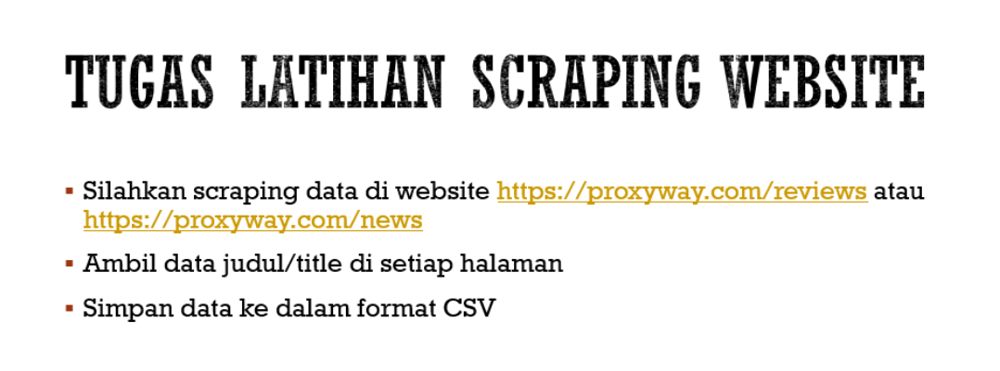 TUGAS LATIHAN SCRAPING WEBSITE
▪ Silahkan scraping data di website https://proxyway.com/reviews atau
https://proxyway.com/news
▪ Ambil data judul/title di setiap halaman
▪ Simpan data ke dalam format CSV